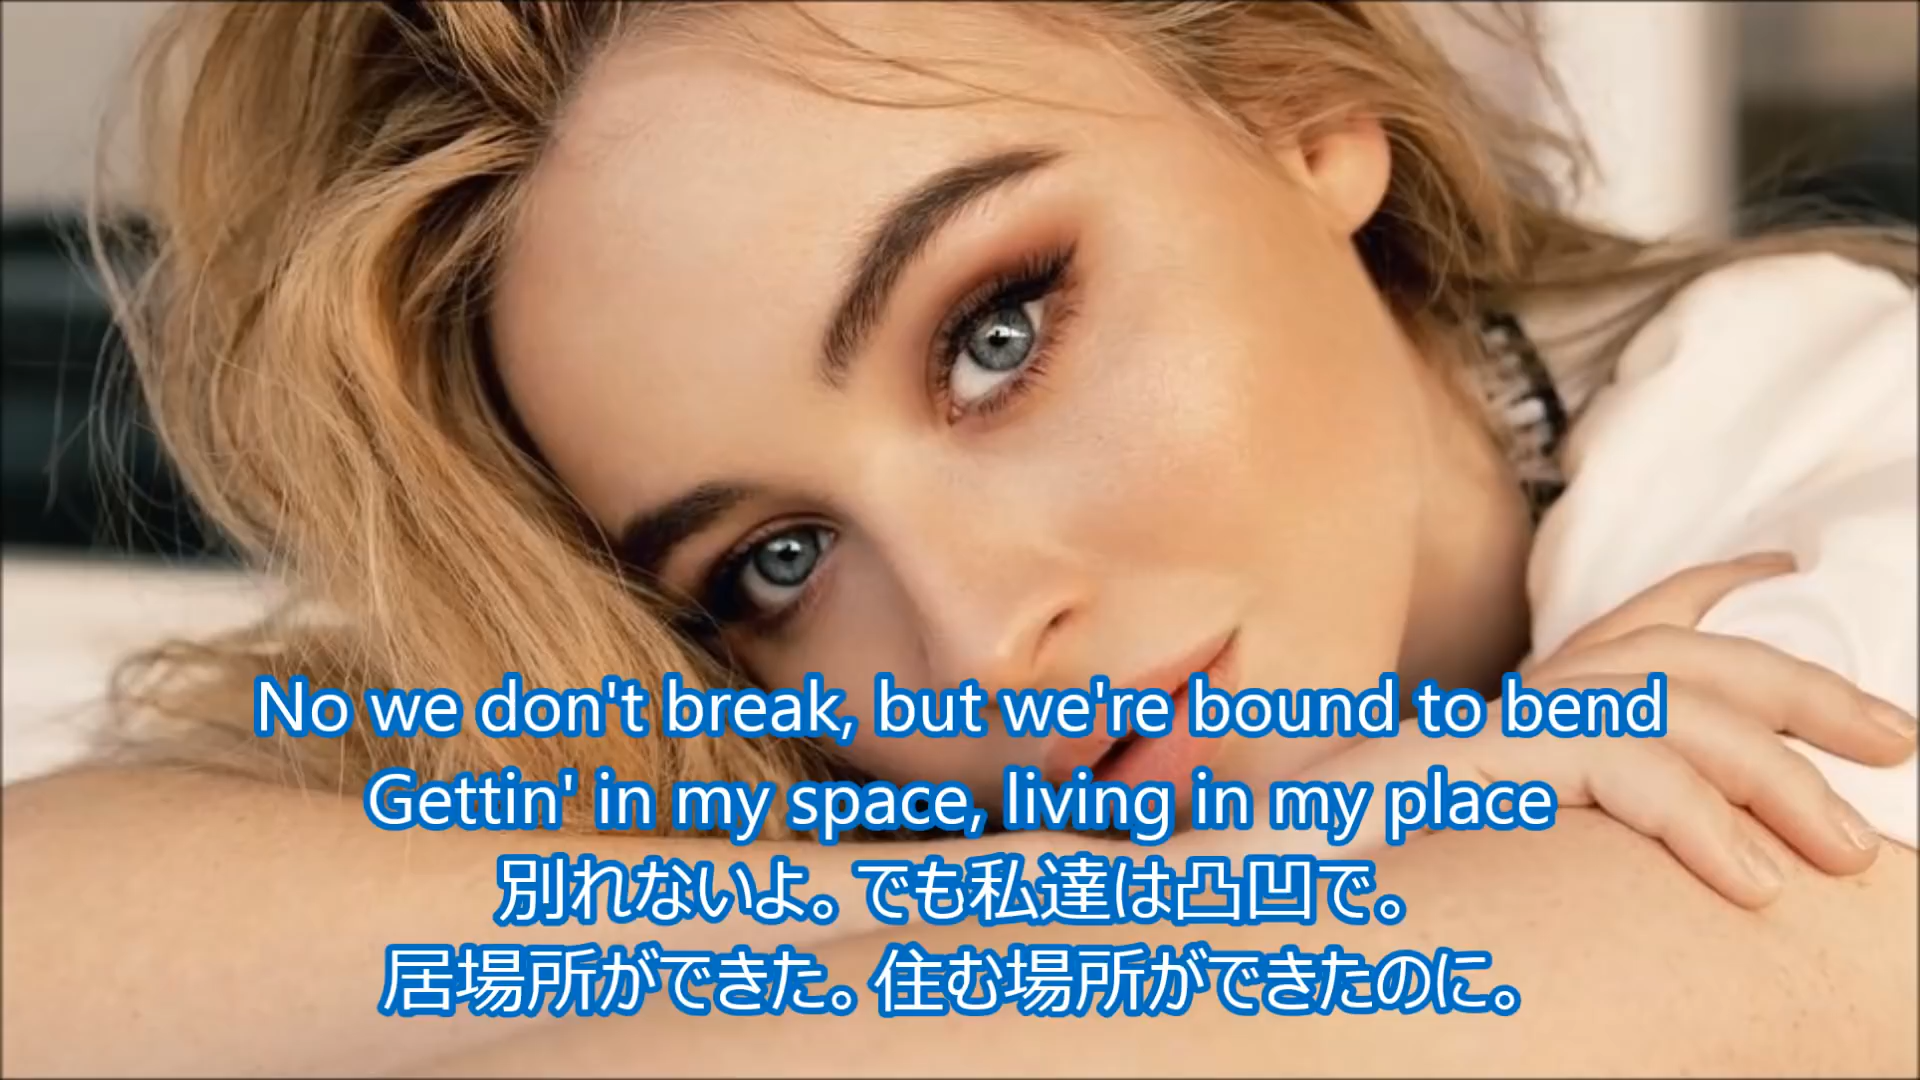 No we don't break, but we're bound to bend
Gettin' in my space, living in my place
別れないよ。でも私達は凸凹で。
居場所ができた。住む場所ができたのに。